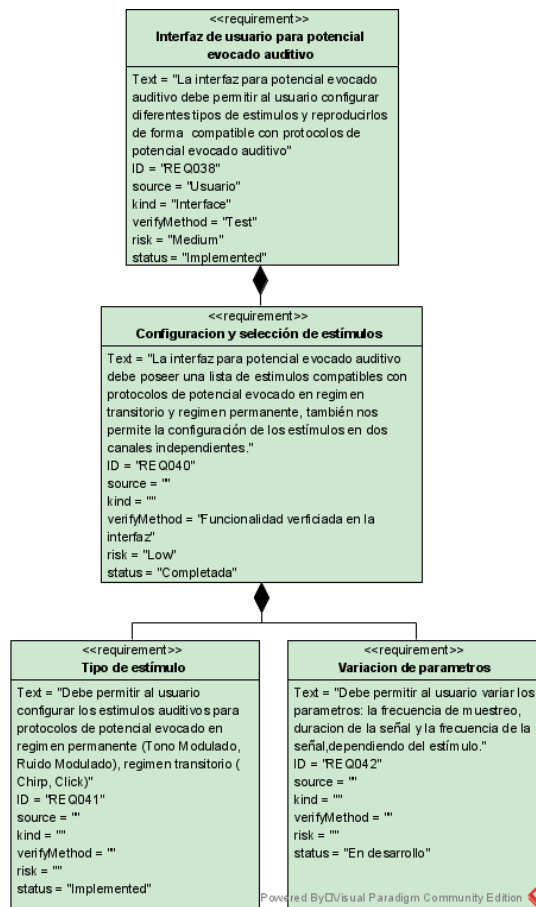 <<requirement>>
Interfaz de usuario para potencial
evocado auditivo
Text = "La interfaz para potencial evocado
auditivo debe permitir al usuario configurar
diferentes tipos de estimulos y reproducirlos
de forma  compatible con protocolos de
potencial evocado auditivo"
ID = "REQ038"
source = "Usuario"
kind = "Interface"
verifyMethod = "Test"
risk = "Medium"
status = "Implemented"
<<requirement>>
Configuracion y selección de estímulos
Text = "La interfaz para potencial evocado auditivo
debe poseer una lista de estimulos compatibles con
protocolos de potencial evocado en regimen
transitorio y regimen permanente, también nos
permite la configuración de los estímulos en dos
canales independientes."
ID = "REQ040"
source = ""
kind = ""
verifyMethod = "Funcionalidad verficiada en la
interfaz"
risk = "Low"
status = "Completada"
<<requirement>>
Tipo de estímulo
Text = "Debe permitir al usuario
configurar los estimulos auditivos para
protocolos de potencial evocado en
regimen permanente (Tono Modulado,
Ruido Modulado), regimen transitorio (
Chirp, Click)"
ID = "REQ041"
source = ""
kind = ""
verifyMethod = ""
risk = ""
status = "Implemented"
<<requirement>>
Variacion de parametros
Text = "Debe permitir al usuario variar los
parametros: la frecuencia de muestreo,
duracion de la señal y la frecuencia de la
señal,dependiendo del estímulo."
ID = "REQ042"
source = ""
kind = ""
verifyMethod = ""
risk = ""
status = "En desarrollo"
Powered By□Visual Paradigm Community Edition